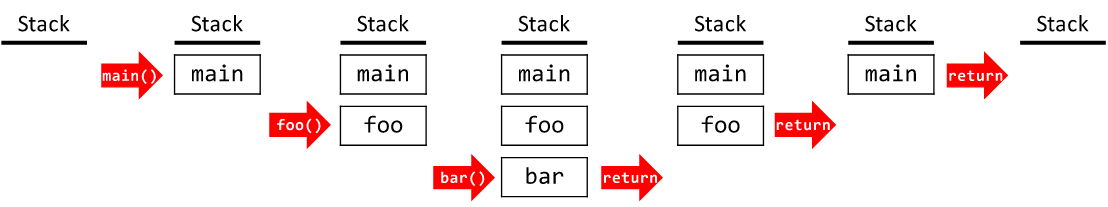 Stack Stack Stack Stack Stack Stack Stack
main() main main main main main return
foo() foo foo foo return
bar() bar return